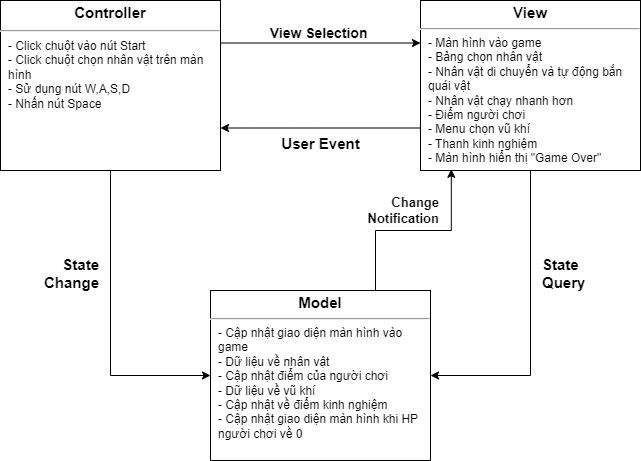 Controller
- Click chuột vào nút Start
- Click chuột chọn nhân vật trên màn
hình
- Sử dụng nút W,A,S,D
- Nhấn nút Space
View Selection
User Event
View
- Màn hình vào game
- Bảng chọn nhân vật
- Nhân vật di chuyển và tự động bắn
quái vật
- Nhân vật chạy nhanh hơn
- Điểm người chơi
- Menu chọn vũ khí
- Thanh kinh nghiệm
- Màn hình hiển thị "Game Over"
Change
Notification
State
Change
State
Query
Model
- Cập nhật giao diện màn hình vào
game
- Dữ liệu về nhân vật
- Cập nhật điểm của người chơi
- Dữ liệu về vũ khí
- Cập nhật về điểm kinh nghiệm
- Cập nhật giao diện màn hình khi HP
người chơi về 0